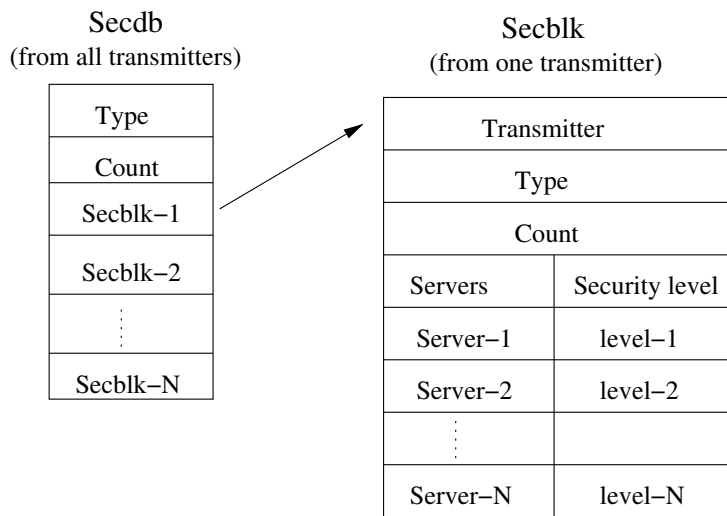 Secdb
(from all transmitters)
Type
Count
Secblk−1
Secblk−2
Secblk−N
Secblk
(from one transmitter)
Transmitter
Type
Count
Servers Security level
Server−1 level−1
Server−2 level−2
Server−N level−N